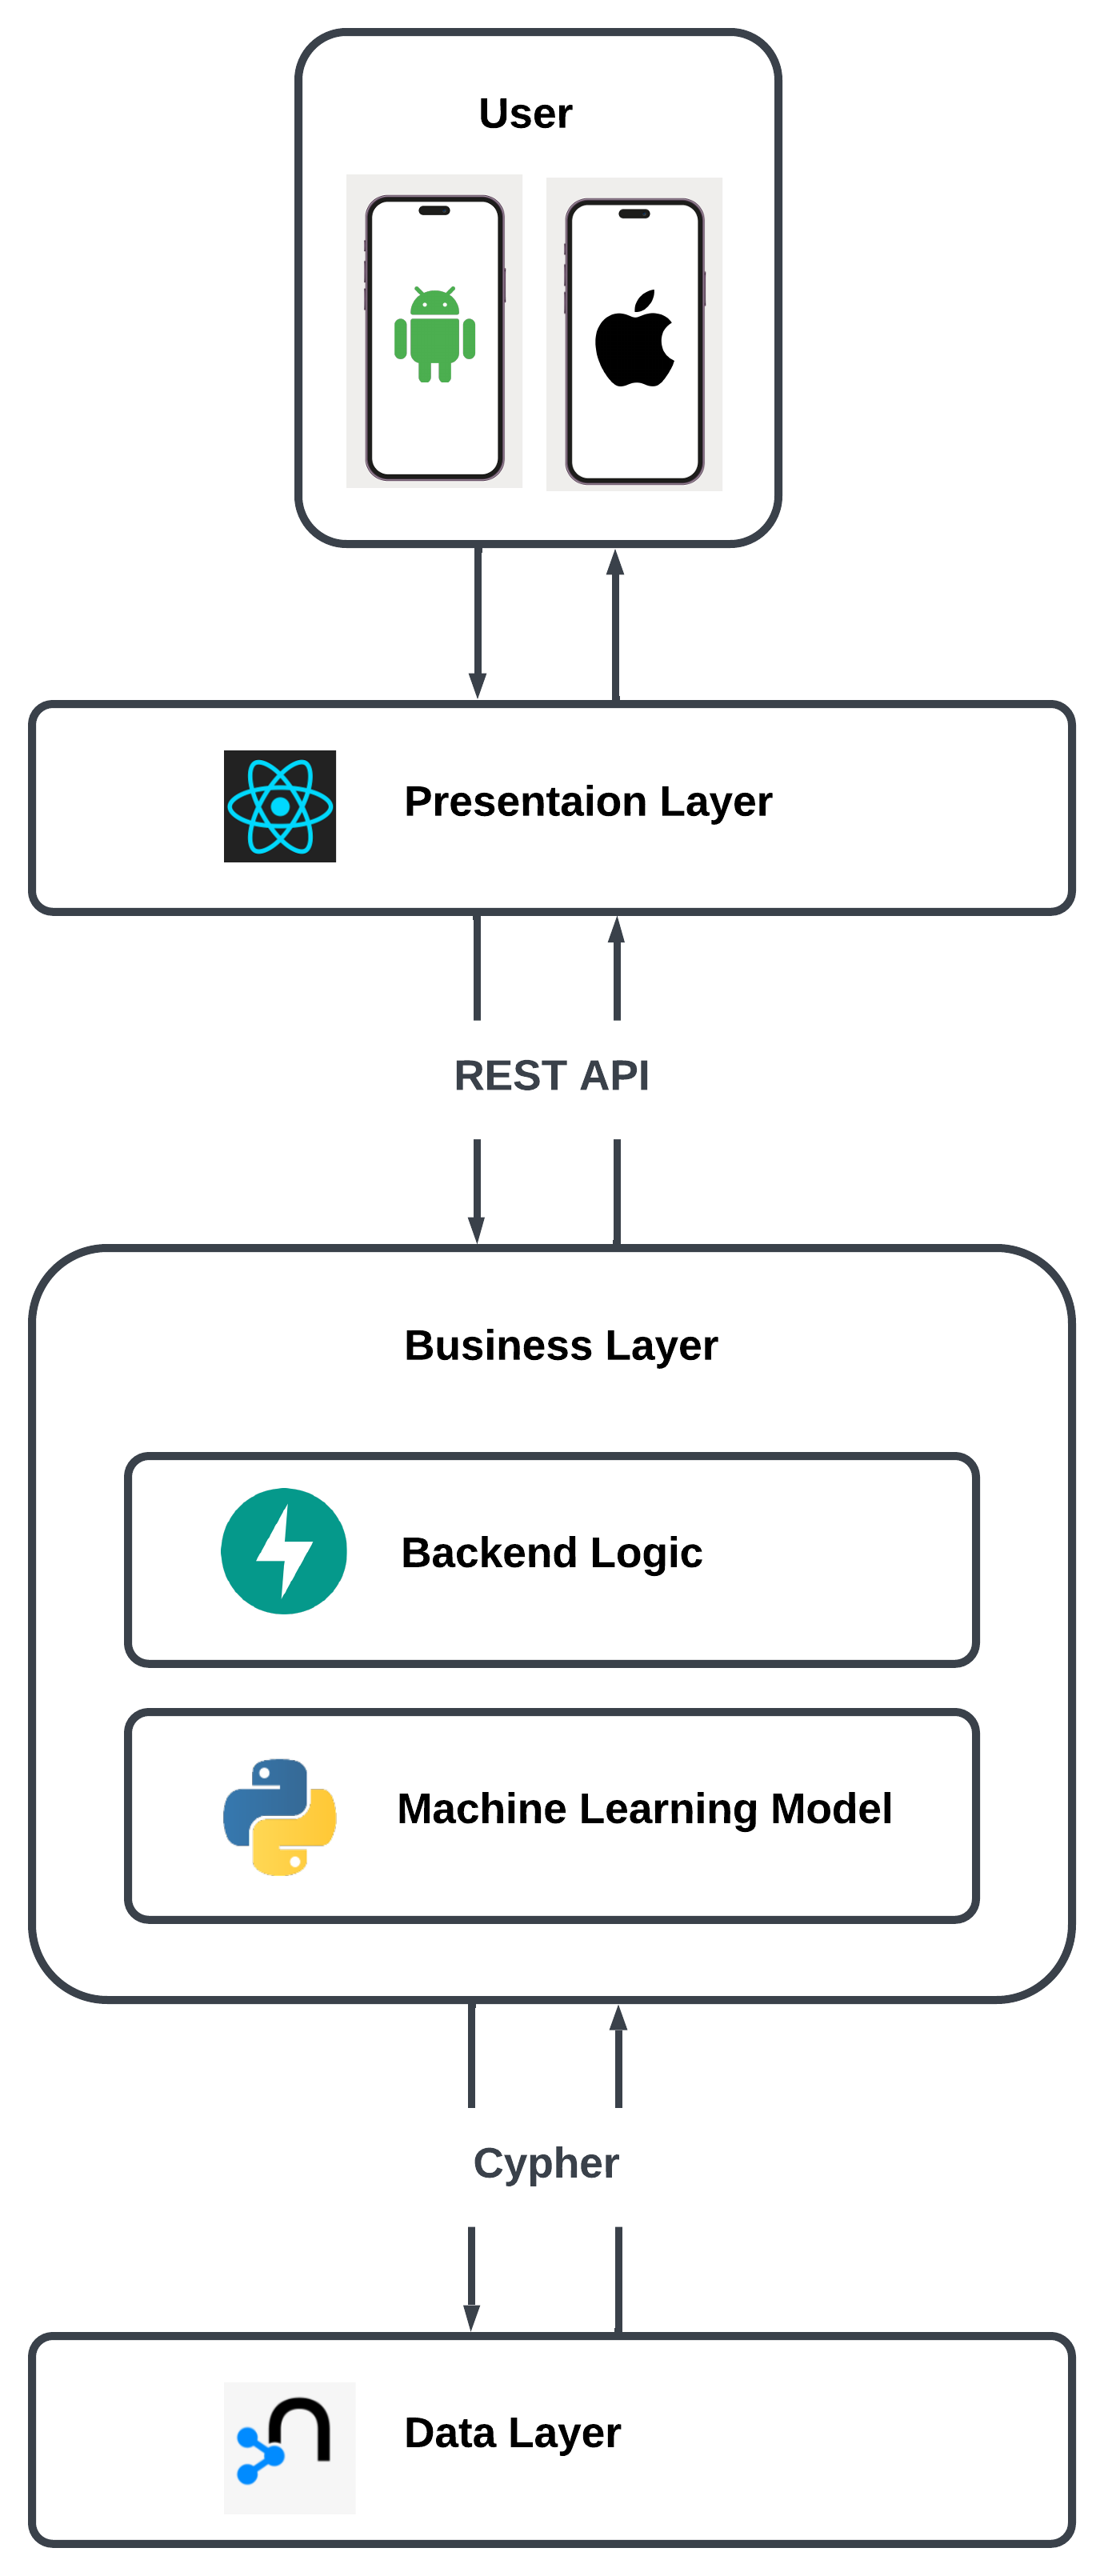 User
Presentaion Layer
REST API
Business Layer
Backend Logic
Machine Learning Model
Cypher
Data Layer